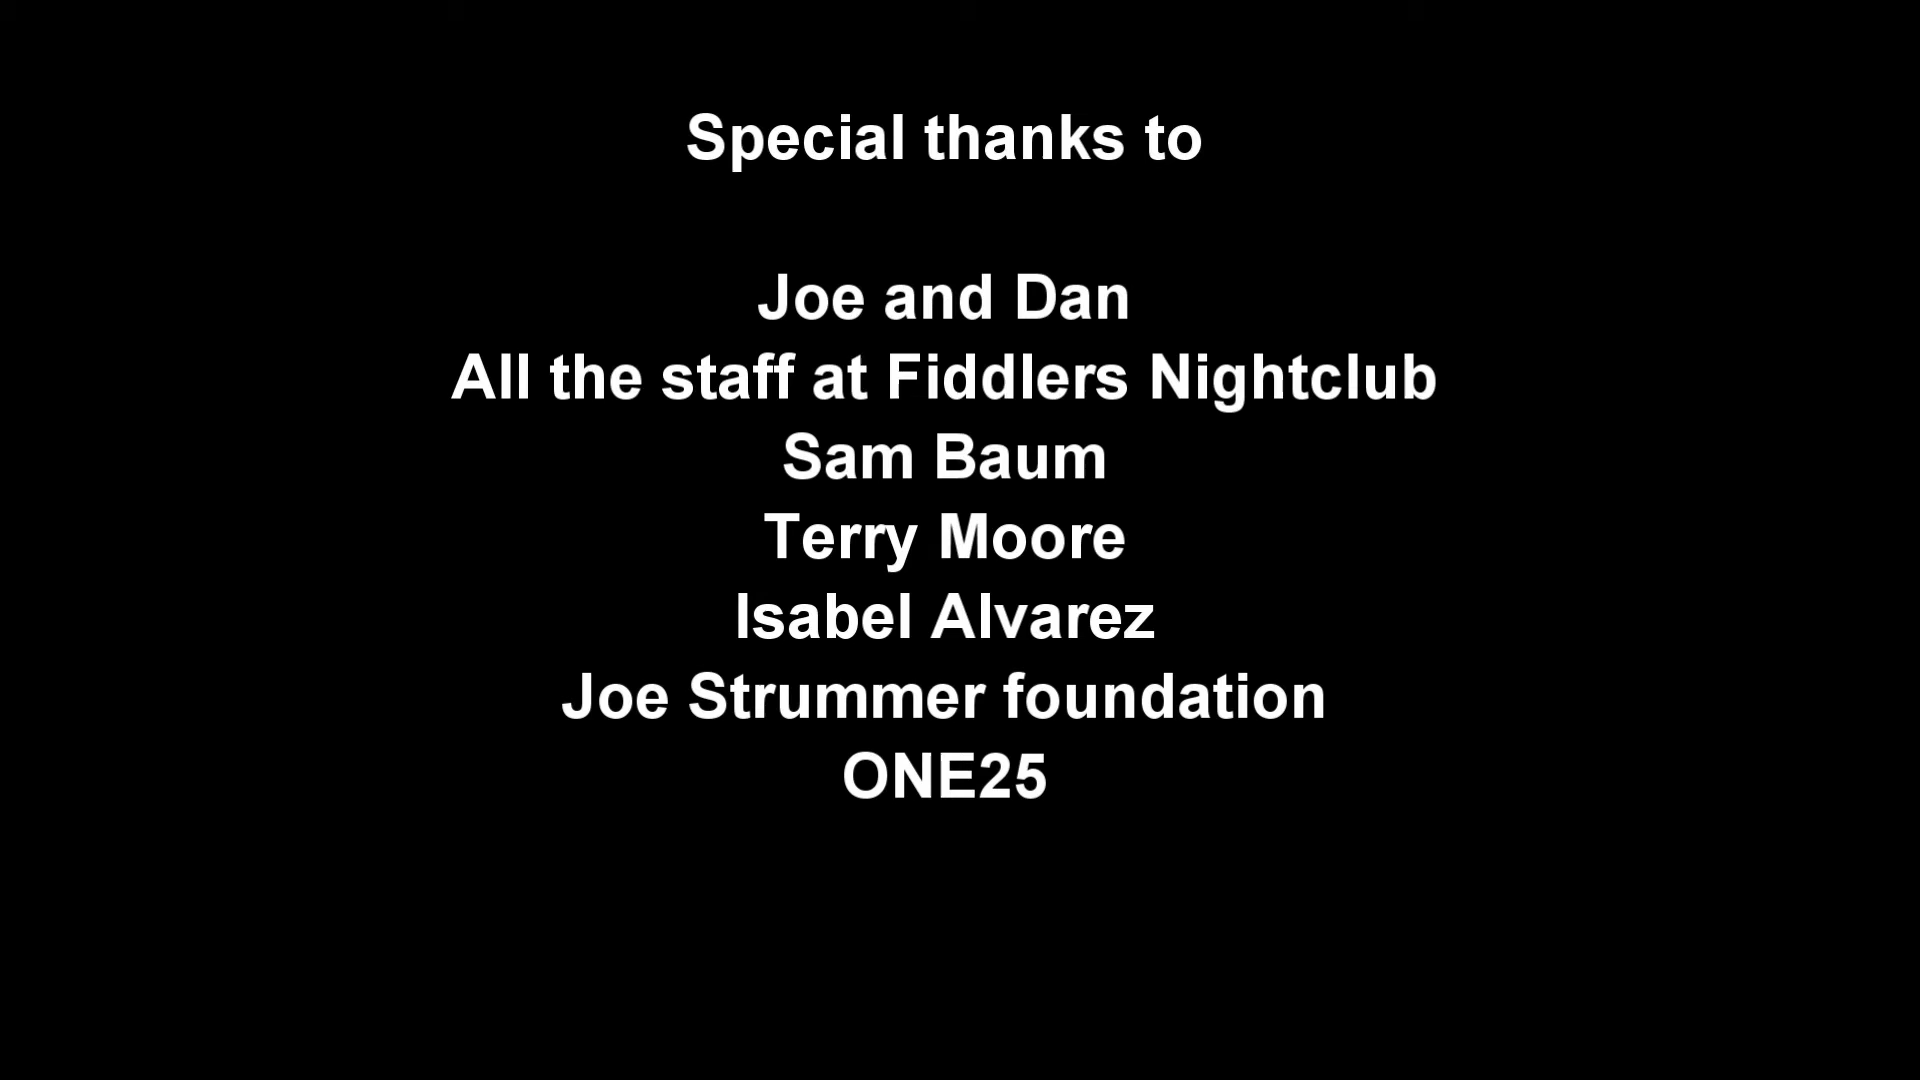 Special thanks to
Joe and Dan
All the staff at Fiddlers Nightclub
Sam Baum
Terry Moore
Isabel Alvarez
Joe Strummer foundation
ONE25